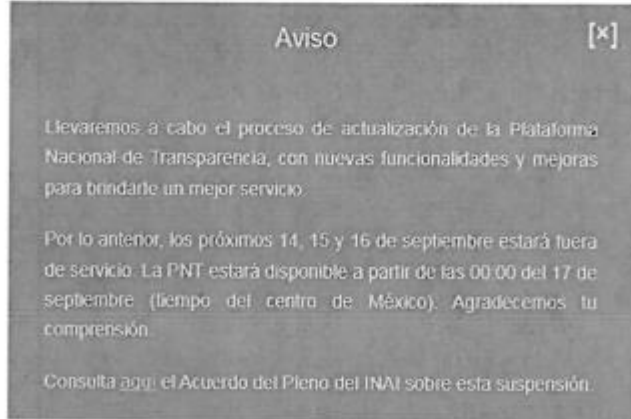 Aviso [×]
Llevaremos a cabo el proceso de actualización de la Plataforma
Nacional de Transparencia, con nuevas funcionalidades y mejoras
para brindarle un mejor servicio.
Por lo anterior, los próximos 14, 15 y 16 de septiembre estará fuera
de servicio. La PNT estará disponible a partir de las 00:00 del 17 de
septiembre (tiempo del centro de México). Agradecemos tu
comprensión.
Consulta aquí el Acuerdo del Pleno del INAI sobre esta suspensión.